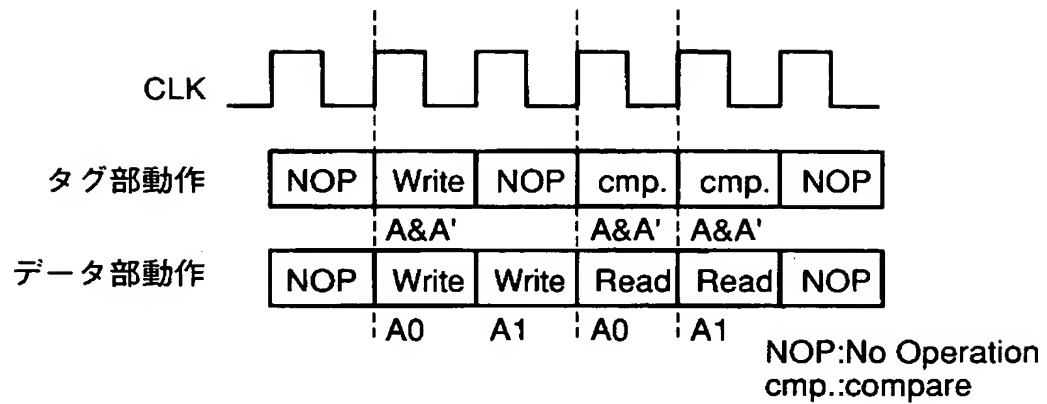 CLK
タグ部動作 NOP Write NOP cmp. cmp. NOP
A&A' A&A' A&A'
データ部動作 NOP Write Write Read Read NOP
A0 A1 A0 A1
NOP:No Operation
cmp.:compare